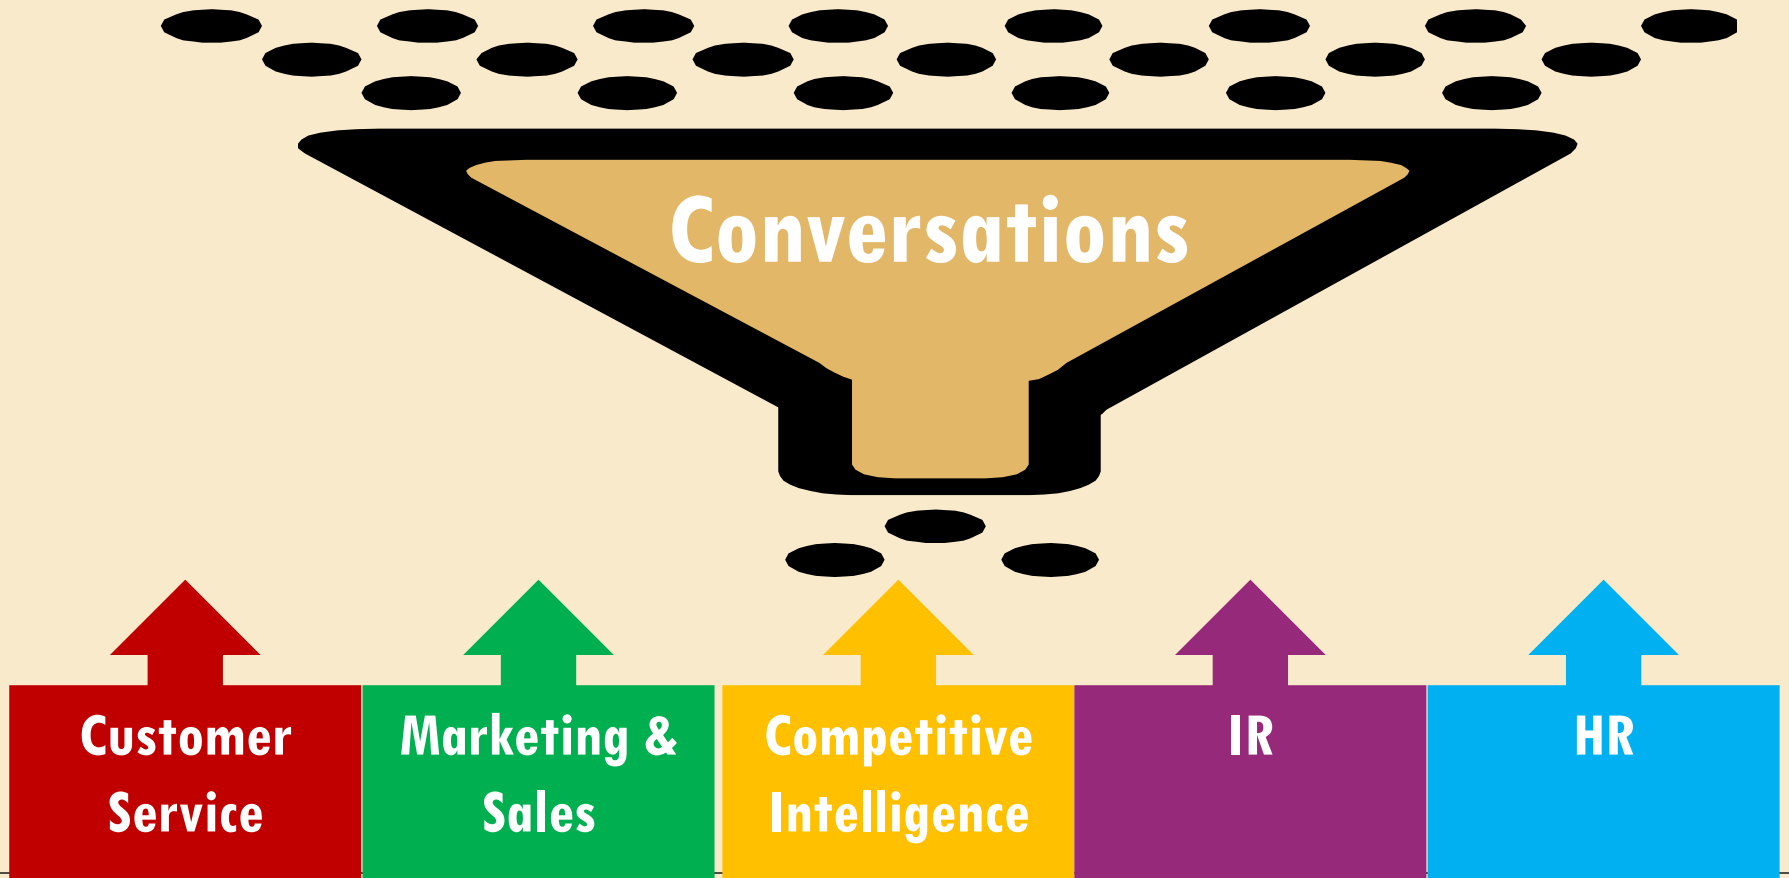 Conversations
Customer
Service
Marketing &
Sales
Competitive
Intelligence
IR
HR